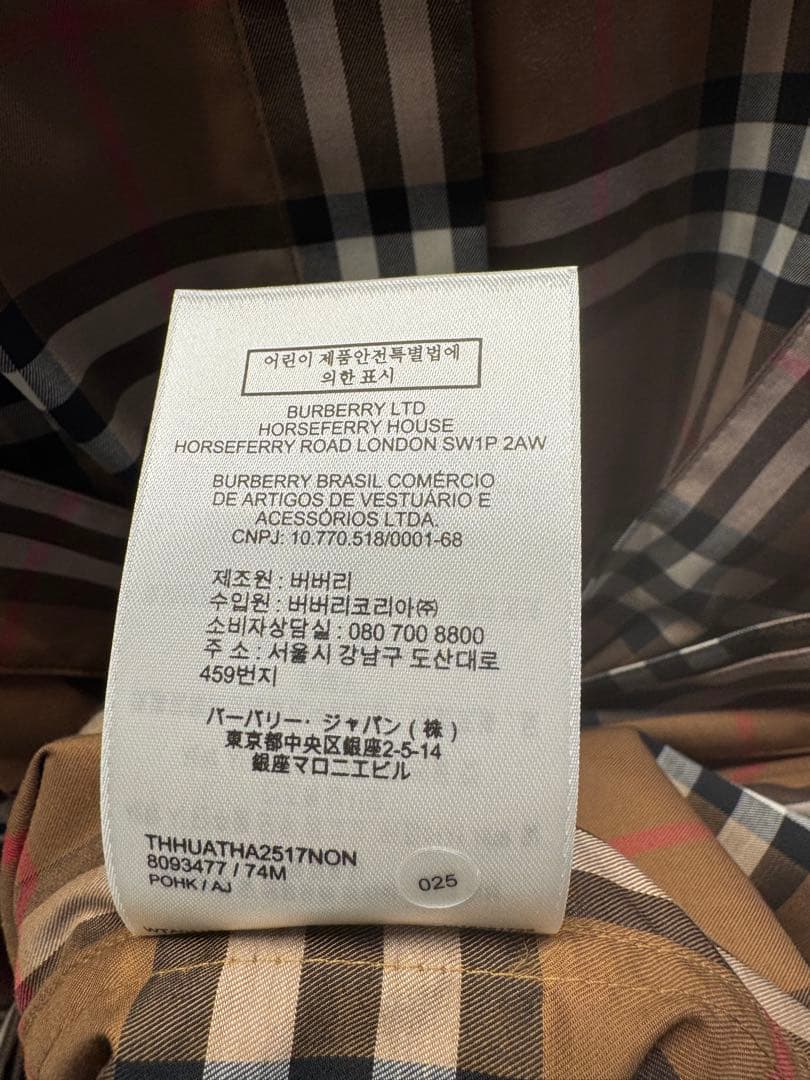 어린이 제품안전특별법에
의한 표시
BURBERRY LTD
HORSEFERRY HOUSE
HORSEFERRY ROAD LONDON SW1P 2AW
BURBERRY BRASIL COMÉRCIO
DE ARTIGOS DE VESTUÁRIO E
ACESSÓRIOS LTDA.
CNPJ: 10.770.518/0001-68
제조원 : 버버리
수입원 : 버버리코리아㈜
소비자상담실 : 080 700 8800
주 소 : 서울시 강남구 도산대로
459번지
バーバリー・ジャパン ( 株 )
東京都中央区銀座2-5-14
銀座マロニエビル
THHUATHA2517NON
8093477 / 74M
POHK / AJ
025